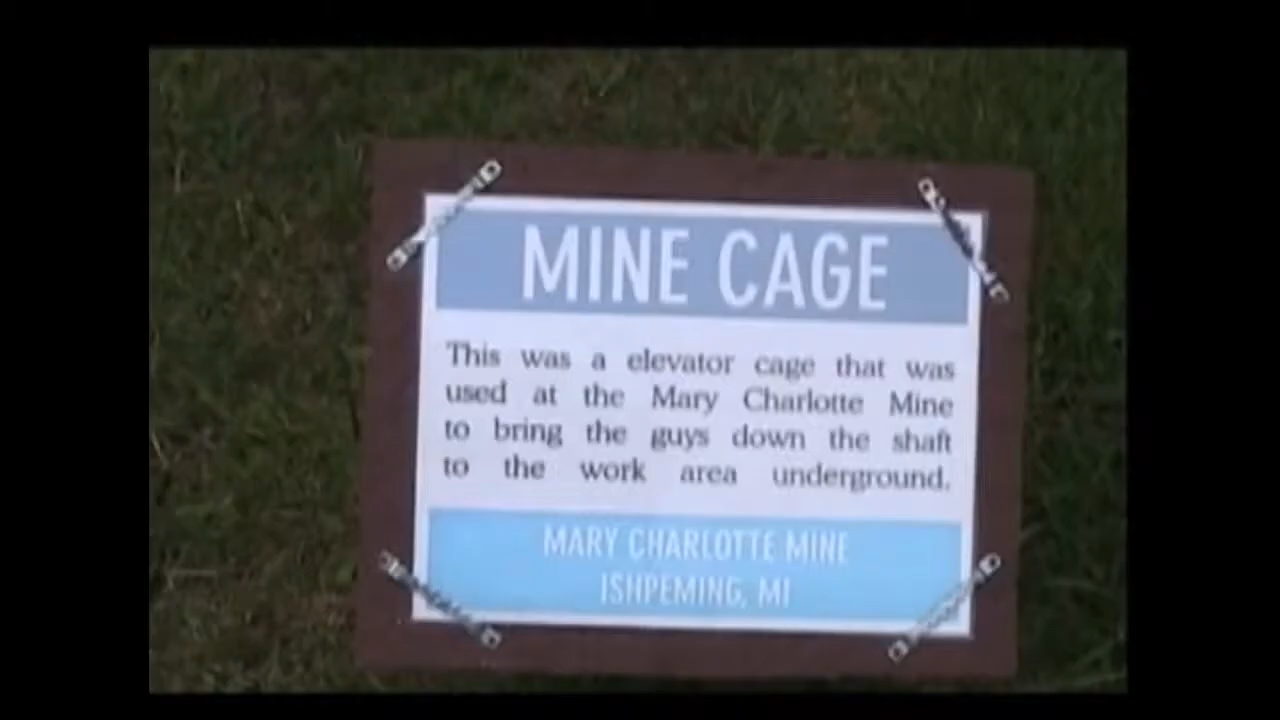 MINE CAGE
This was a elevator cage that was
used at the Mary Charlotte Mine
to bring the guys down the shaft
to the work area underground.
MARY CHARLOTTE MINE
ISHPEMING, MI